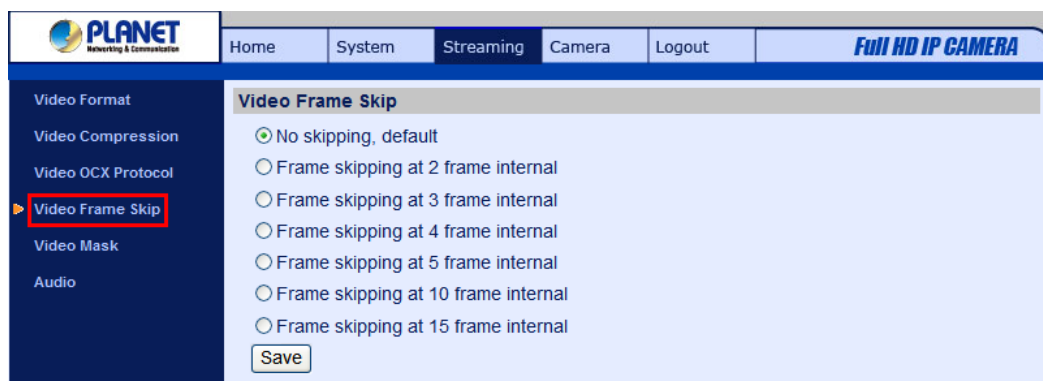 PLANET
Networking & Communication
Home System Streaming Camera Logout Full HD IP CAMERA
Video Format
Video Compression
Video OCX Protocol
Video Frame Skip
Video Mask
Audio
Video Frame Skip
No skipping, default
Frame skipping at 2 frame internal
Frame skipping at 3 frame internal
Frame skipping at 4 frame internal
Frame skipping at 5 frame internal
Frame skipping at 10 frame internal
Frame skipping at 15 frame internal
Save